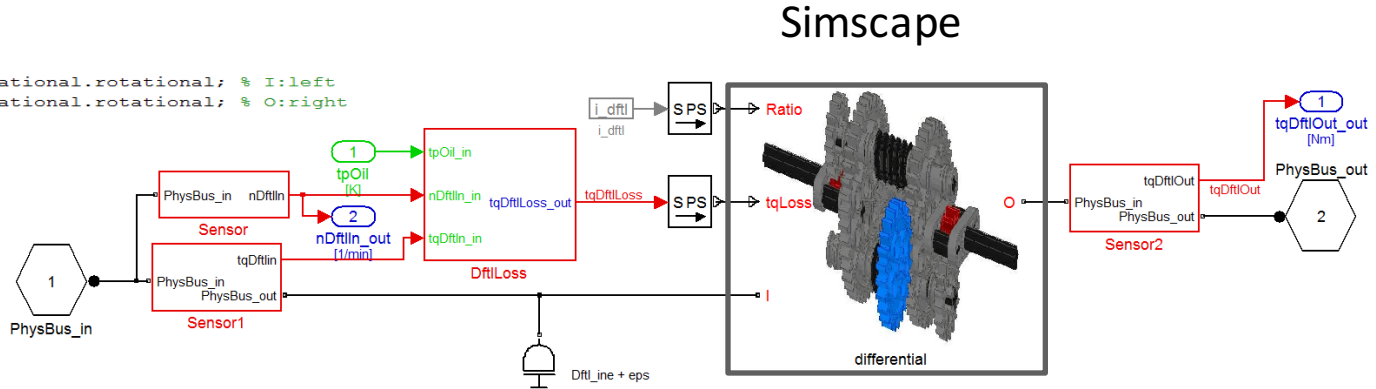 Simscape
ational.rotational; % I:left
ational.rotational; % O:right
i_dftl
i_dftl
S PS
Ratio
1
tpOil
[K]
tpOil_in
nDftlIn_in
tqDftlIn_in
tqDftlLoss_out
DftlLoss
tqDftlLoss
S PS
tqLoss
PhysBus_in
nDftlIn
Sensor
2
nDftlIn_out
[1/min]
tqDftlin
PhysBus_in
PhysBus_out
Sensor1
1
PhysBus_in
I
O
differential
Dftl_ine + eps
PhysBus_in
tqDftlOut
PhysBus_out
Sensor2
tqDftlOut
1
tqDftlOut_out
[Nm]
PhysBus_out
2